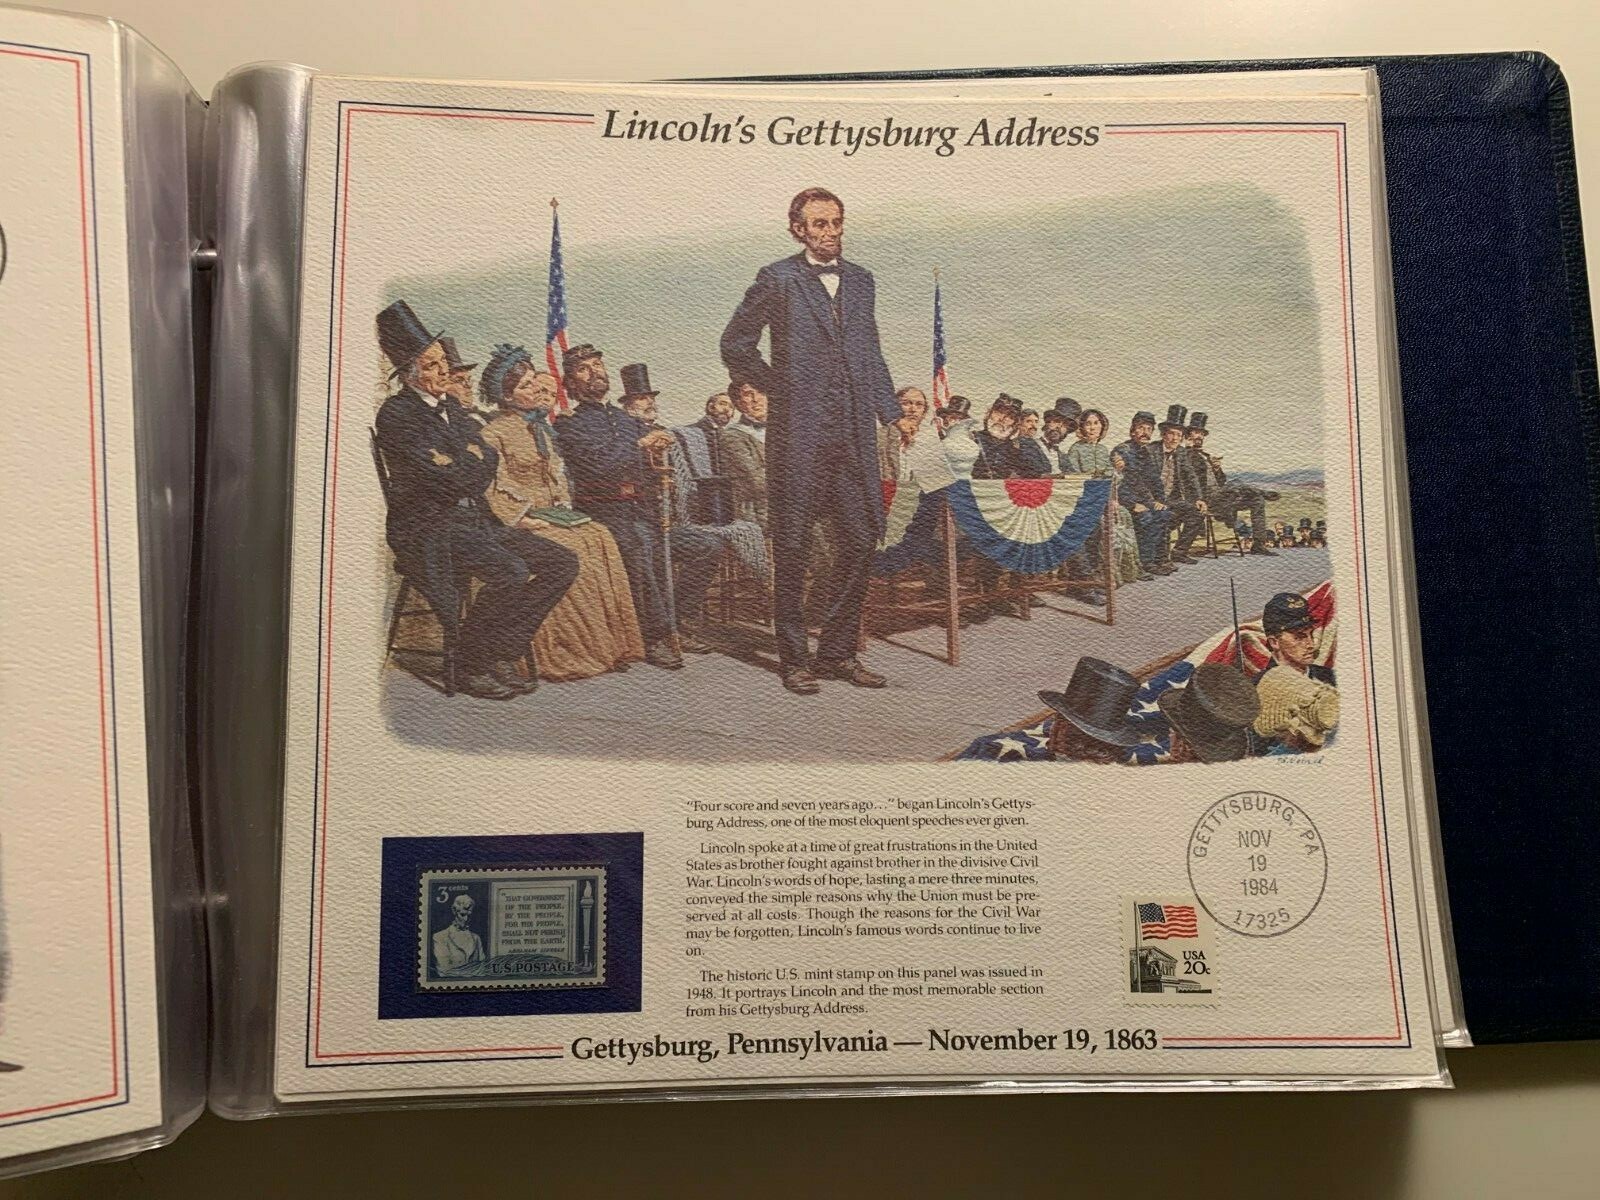 Lincoln's Gettysburg Address
"Four score and seven years ago…" began Lincoln's Gettys-
burg Address, one of the most eloquent speeches ever given.
Lincoln spoke at a time of great frustrations in the United
States as brother fought against brother in the divisive Civil
War. Lincoln's words of hope, lasting a mere three minutes,
conveyed the simple reasons why the Union must be pre-
served at all costs. Though the reasons for the Civil War
may be forgotten, Lincoln's famous words continue to live
on.
The historic U.S. mint stamp on this panel was issued in
1948. It portrays Lincoln and the most memorable section
from his Gettysburg Address.
3 cents
"THAT GOVERNMENT
OF THE PEOPLE,
BY THE PEOPLE,
FOR THE PEOPLE,
SHALL NOT PERISH
FROM THE EARTH.
ABRAHAM LINCOLN
U.S. POSTAGE
GETTYSBURG, PA
NOV
19
1984
17325
USA
20c
Gettysburg, Pennsylvania — November 19, 1863